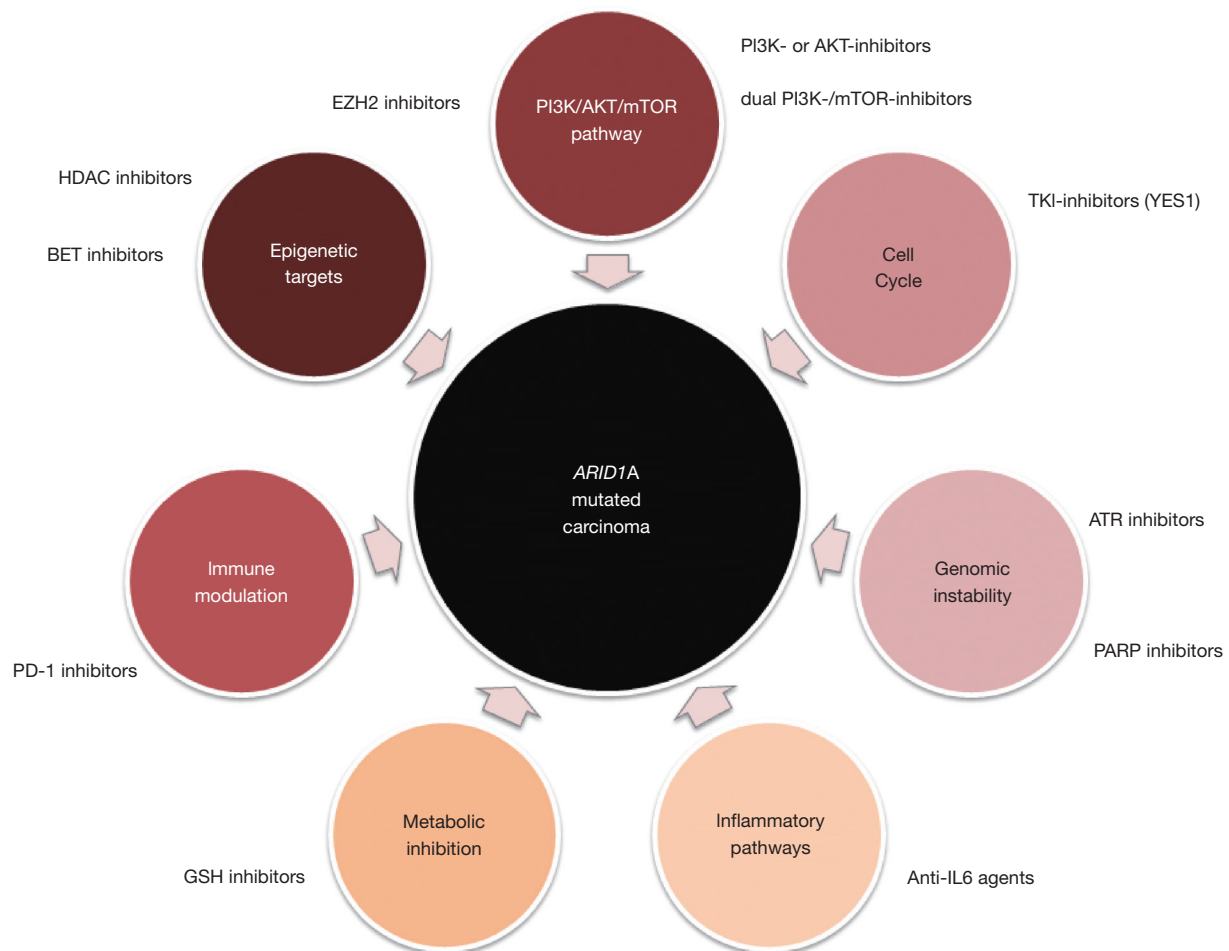 PI3K- or AKT-inhibitors
EZH2 inhibitors
PI3K/AKT/mTOR
pathway
dual PI3K-/mTOR-inhibitors
HDAC inhibitors
TKI-inhibitors (YES1)
BET inhibitors
Epigenetic
targets
Cell
Cycle
ARID1A
mutated
carcinoma
ATR inhibitors
Immune
modulation
Genomic
instability
PD-1 inhibitors
PARP inhibitors
Metabolic
inhibition
Inflammatory
pathways
GSH inhibitors
Anti-IL6 agents